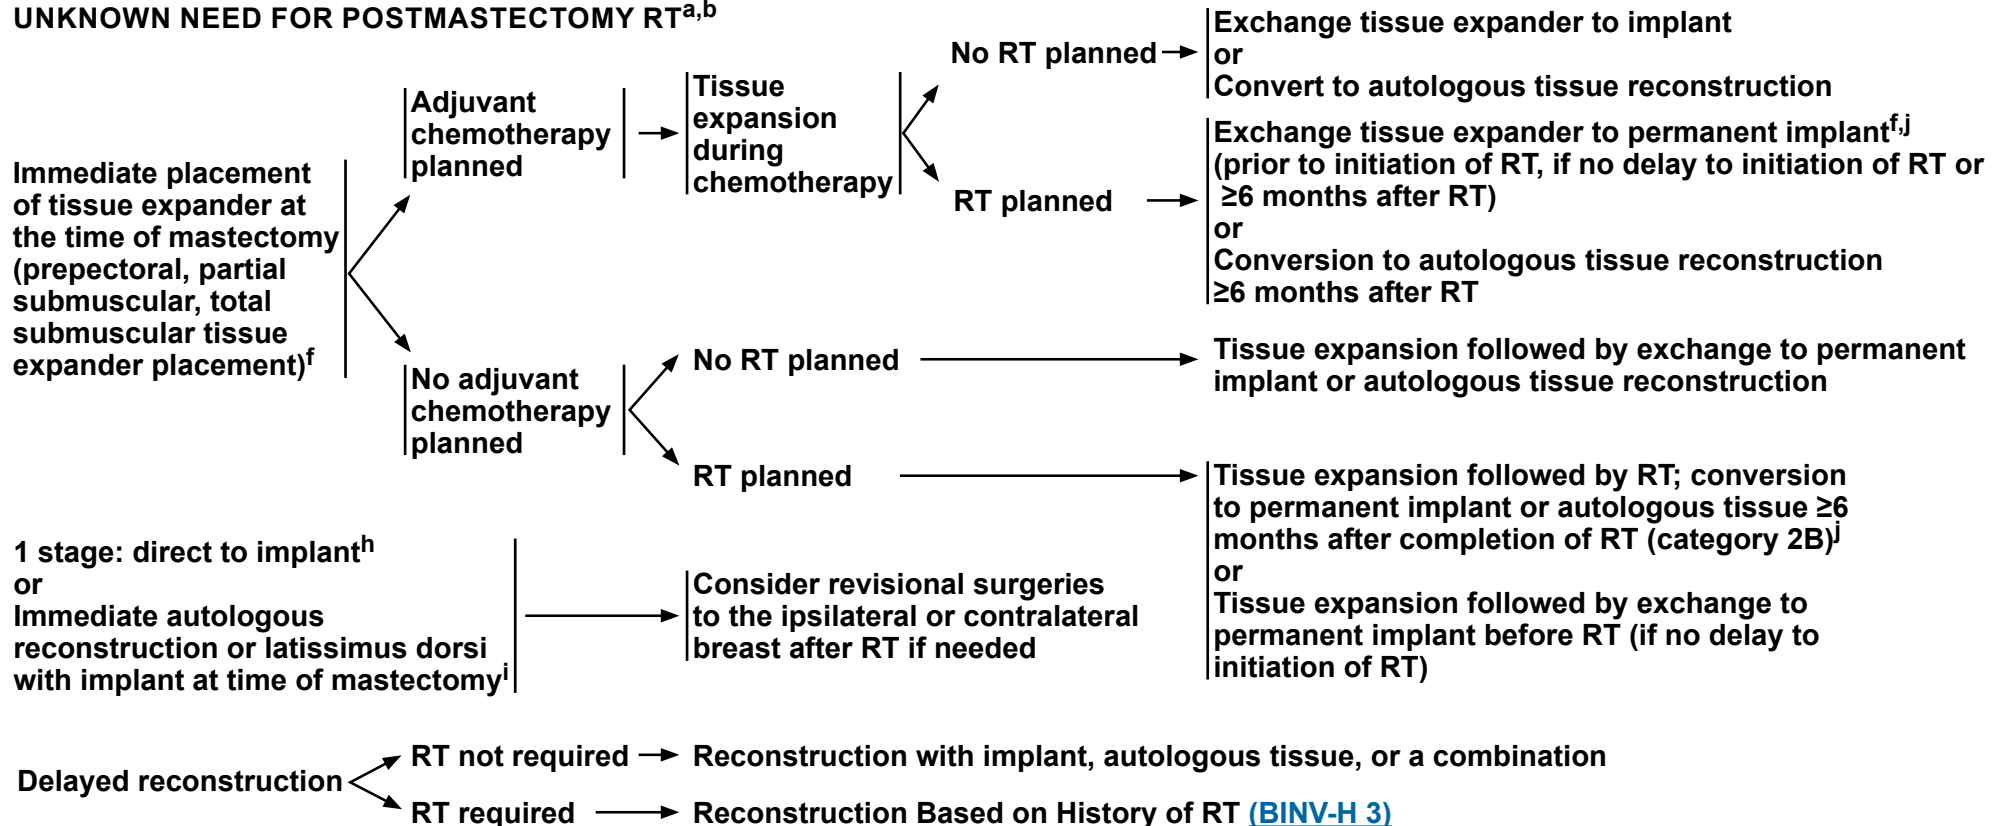 UNKNOWN NEED FOR POSTMASTECTOMY RTa,b
Immediate placement
of tissue expander at
the time of mastectomy
(prepectoral, partial
submuscular, total
submuscular tissue
expander placement)f
Adjuvant
chemotherapy
planned
Tissue
expansion
during
chemotherapy
No RT planned
Exchange tissue expander to implant
or
Convert to autologous tissue reconstruction
RT planned
Exchange tissue expander to permanent implantf,j
(prior to initiation of RT, if no delay to initiation of RT or
≥6 months after RT)
or
Conversion to autologous tissue reconstruction
≥6 months after RT
No adjuvant
chemotherapy
planned
No RT planned
Tissue expansion followed by exchange to permanent
implant or autologous tissue reconstruction
RT planned
Tissue expansion followed by RT; conversion
to permanent implant or autologous tissue ≥6
months after completion of RT (category 2B)j
or
Tissue expansion followed by exchange to
permanent implant before RT (if no delay to
initiation of RT)
1 stage: direct to implanth
or
Immediate autologous
reconstruction or latissimus dorsi
with implant at time of mastectomyi
Consider revisional surgeries
to the ipsilateral or contralateral
breast after RT if needed
Delayed reconstruction
RT not required
Reconstruction with implant, autologous tissue, or a combination
RT required
Reconstruction Based on History of RT (BINV-H 3)